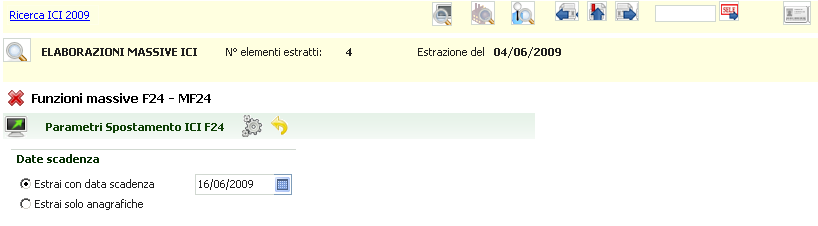 Ricerca ICI 2009
SELE
ELABORAZIONI MASSIVE ICI N° elementi estratti: 4 Estrazione del 04/06/2009
Funzioni massive F24 - MF24
Parametri Spostamento ICI F24
Date scadenza
Estrai con data scadenza 16/06/2009
Estrai solo anagrafiche